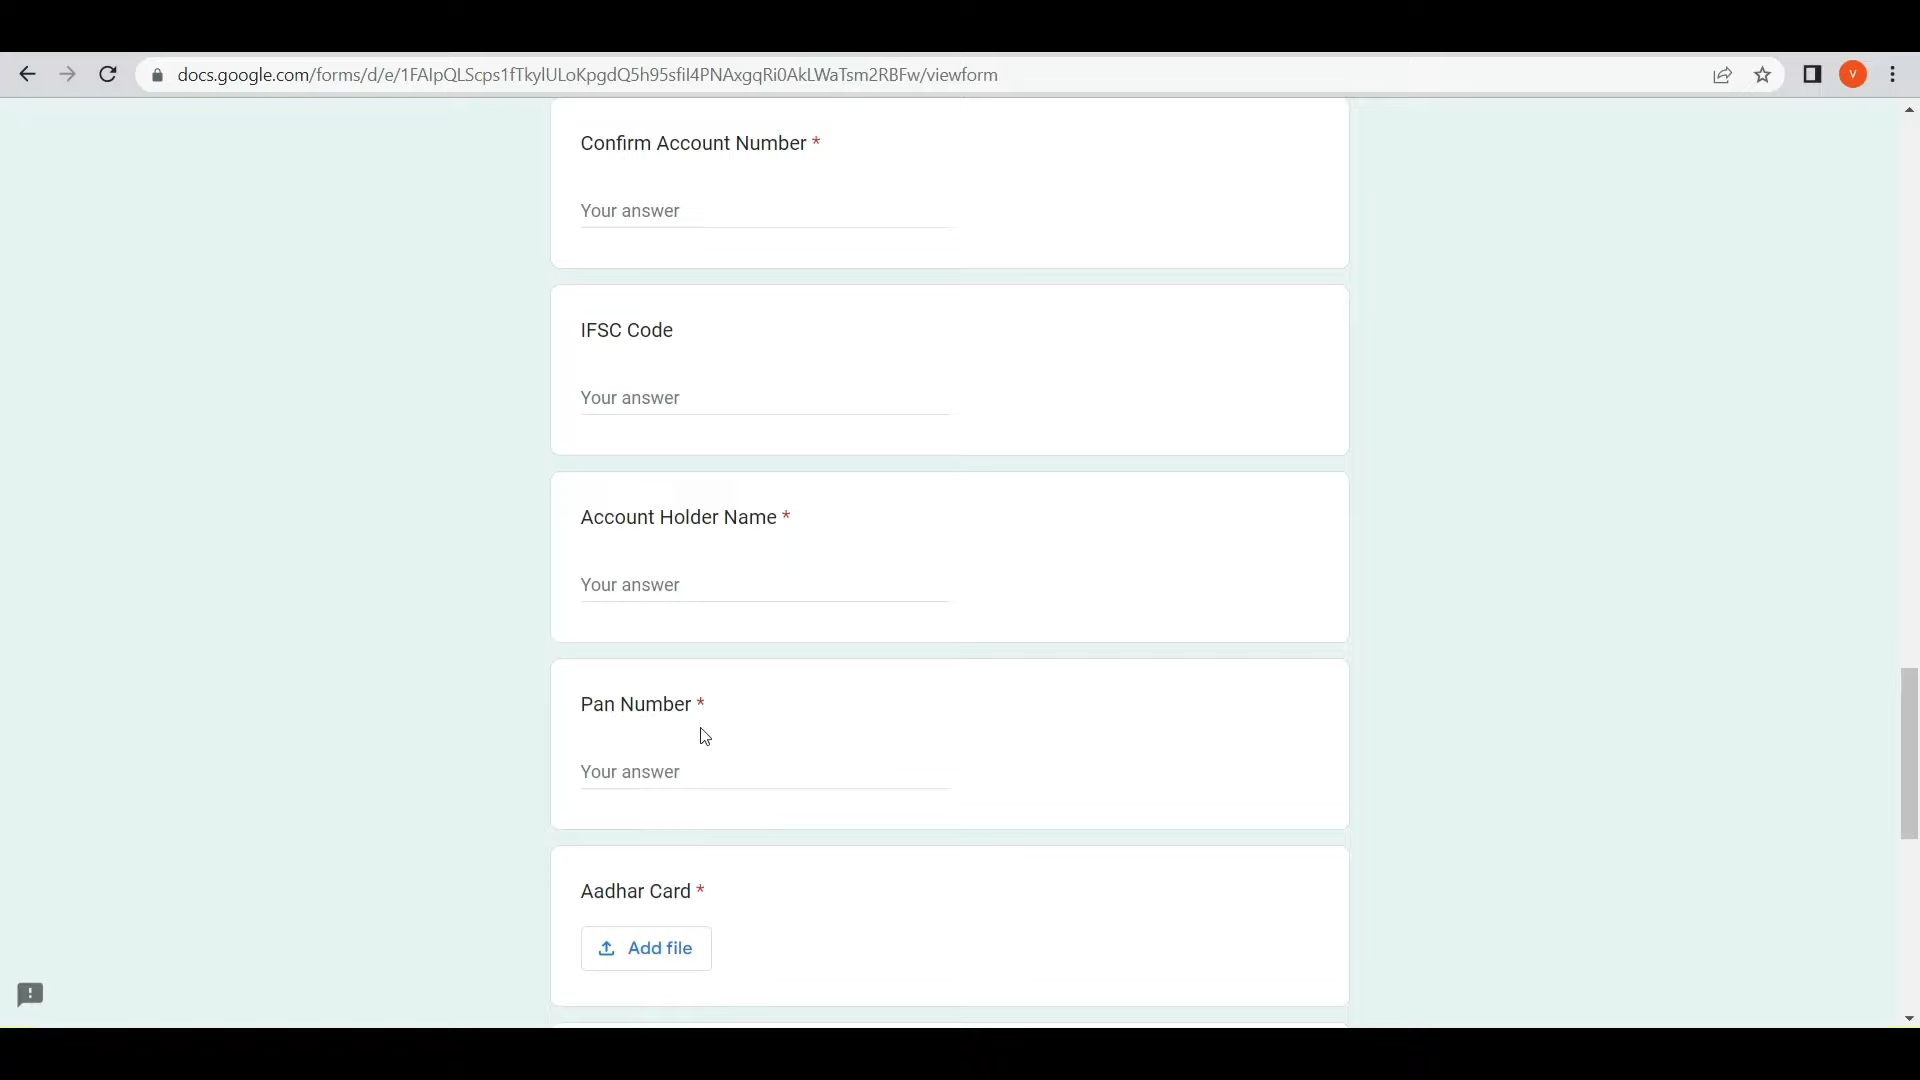 docs.google.com/forms/d/e/1FAIpQLScps1fTkylULoKpgdQ5h95sfiI4PNAxgqRi0AkLWaTsm2RBFw/viewform
V
Confirm Account Number *
Your answer
IFSC Code
Your answer
Account Holder Name *
Your answer
Pan Number *
Your answer
Aadhar Card *
Add file